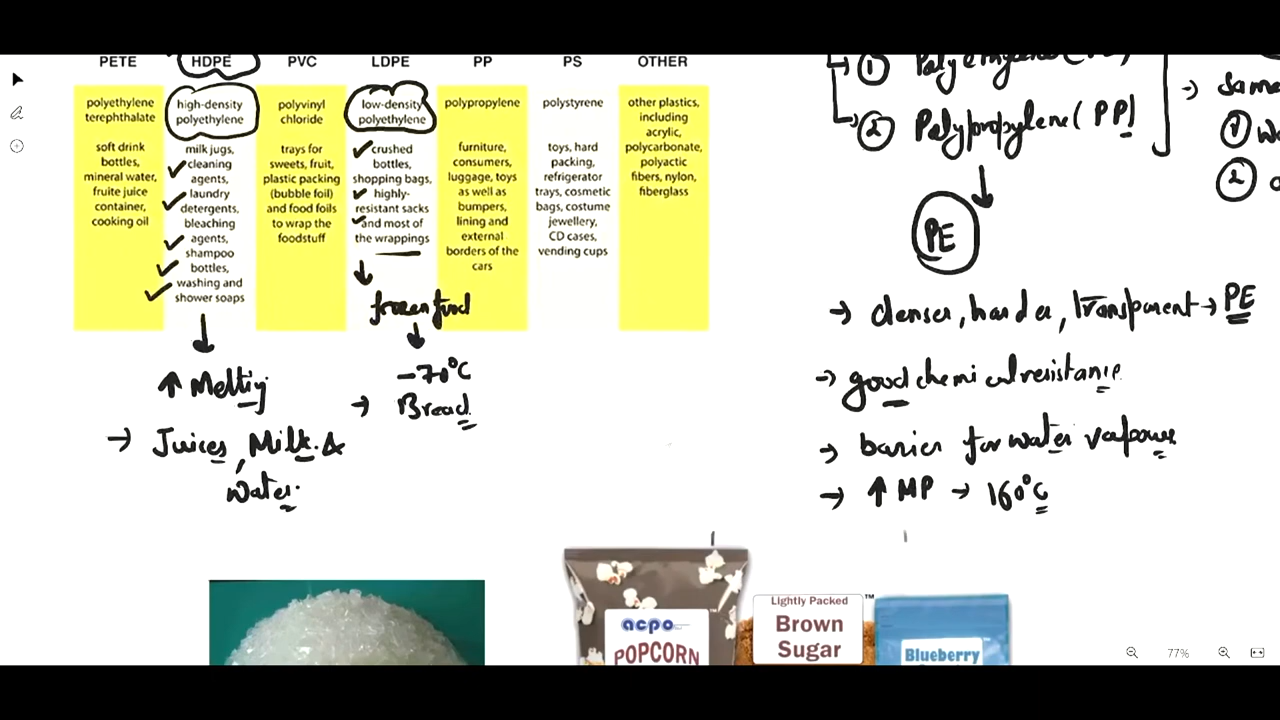 PETE
HDPE
PVC
LDPE
PP
PS
OTHER
polyethylene
terephthalate
soft drink
bottles,
mineral water,
fruite juice
container,
cooking oil
high-density
polyethylene
milk jugs,
cleaning
agents,
laundry
detergents,
bleaching
agents,
shampoo
bottles,
washing and
shower soaps
polyvinyl
chloride
trays for
sweets, fruit,
plastic packing
(bubble foil)
and food foils
to wrap the
foodstuff
low-density
polyethylene
crushed
bottles,
shopping bags,
highly-
resistant sacks
and most of
the wrappings
polypropylene
furniture,
consumers,
luggage, toys
as well as
bumpers,
lining and
external
borders of the
cars
polystyrene
toys, hard
packing,
refrigerator
trays, cosmetic
bags, costume
jewellery,
CD cases,
vending cups
other plastics,
including
acrylic,
polycarbonate,
polyactic
fibers, nylon,
fiberglass
↑ Melting
→ Juices, Milk &
Water.
frozen food
-70°C
→ Bread
→ ①
② Polypropylene (PP)
→ Same
①
②
PE
→ denser, harder, transparent → PE
→ good chemical resistance
→ barrier for water vapour
→ ↑ MP → 160°C
acpo
POPCORN
Lightly Packed ™
Brown
Sugar
Blueberry
77%